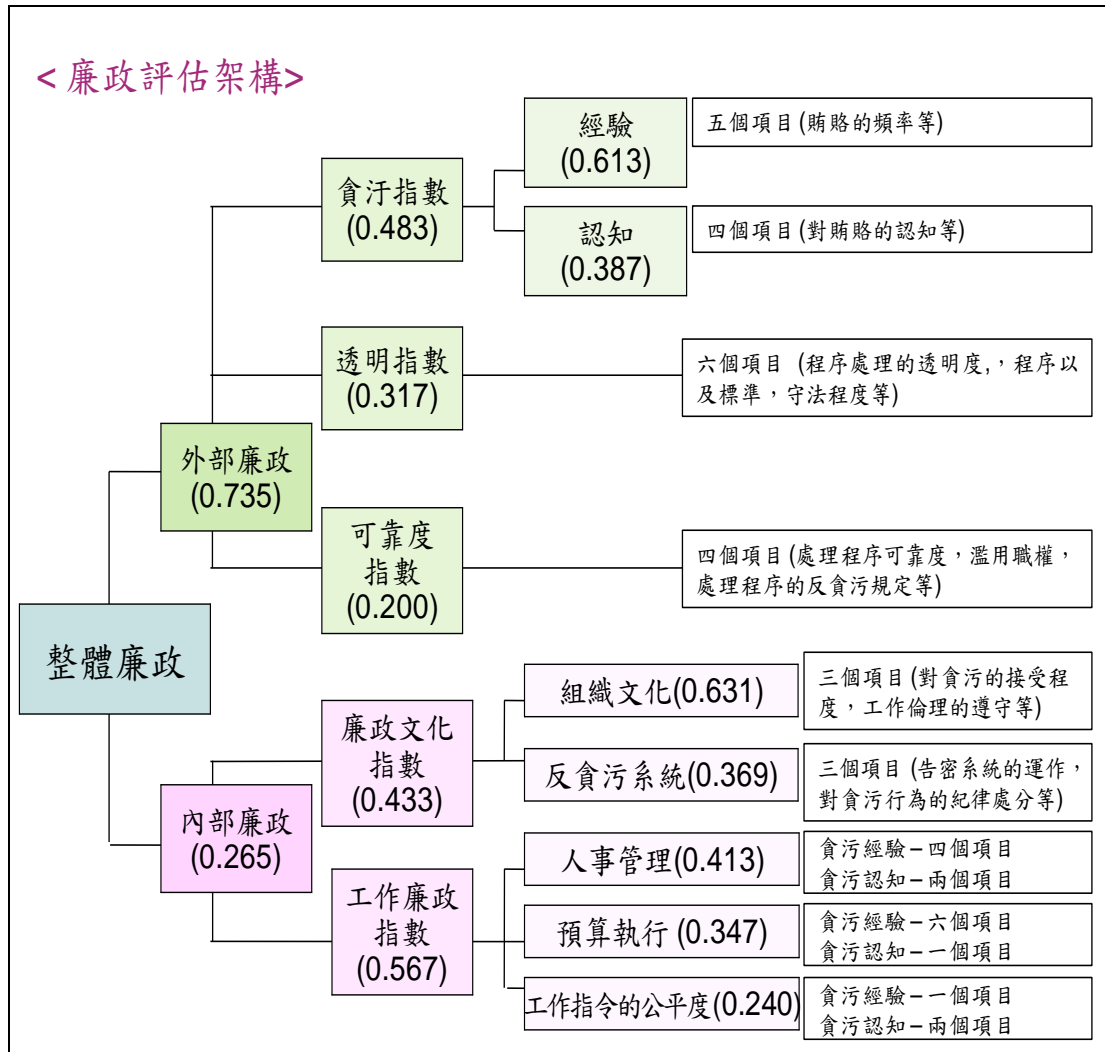 <廉政評估架構>
經驗
(0.613)
五個項目(賄賂的頻率等)
貪汙指數
(0.483)
認知
(0.387)
四個項目(對賄賂的認知等)
透明指數
(0.317)
六個項目 (程序處理的透明度,，程序以
及標準，守法程度等)
外部廉政
(0.735)
可靠度
指數
(0.200)
四個項目(處理程序可靠度，濫用職權，
處理程序的反貪污規定等)
整體廉政
組織文化(0.631)
三個項目(對貪污的接受程
度，工作倫理的遵守等)
廉政文化
指數
(0.433)
反貪污系統(0.369)
三個項目(告密系統的運作，
對貪污行為的紀律處分等)
內部廉政
(0.265)
人事管理(0.413)
貪污經驗–四個項目
貪污認知–兩個項目
工作廉政
指數
(0.567)
預算執行 (0.347)
貪污經驗–六個項目
貪污認知–一個項目
工作指令的公平度(0.240)
貪污經驗–一個項目
貪污認知–兩個項目